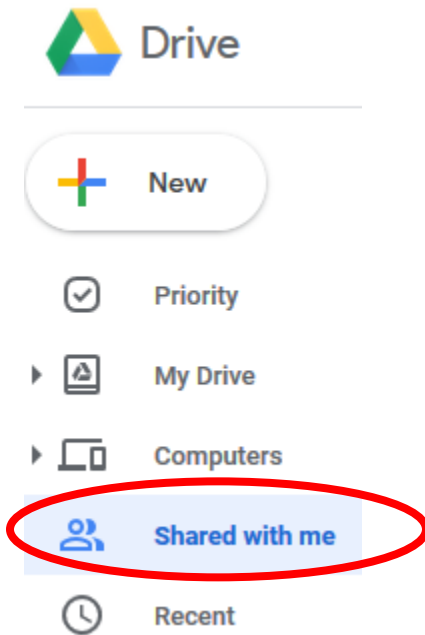 Drive
New
Priority
My Drive
Computers
Shared with me
Recent